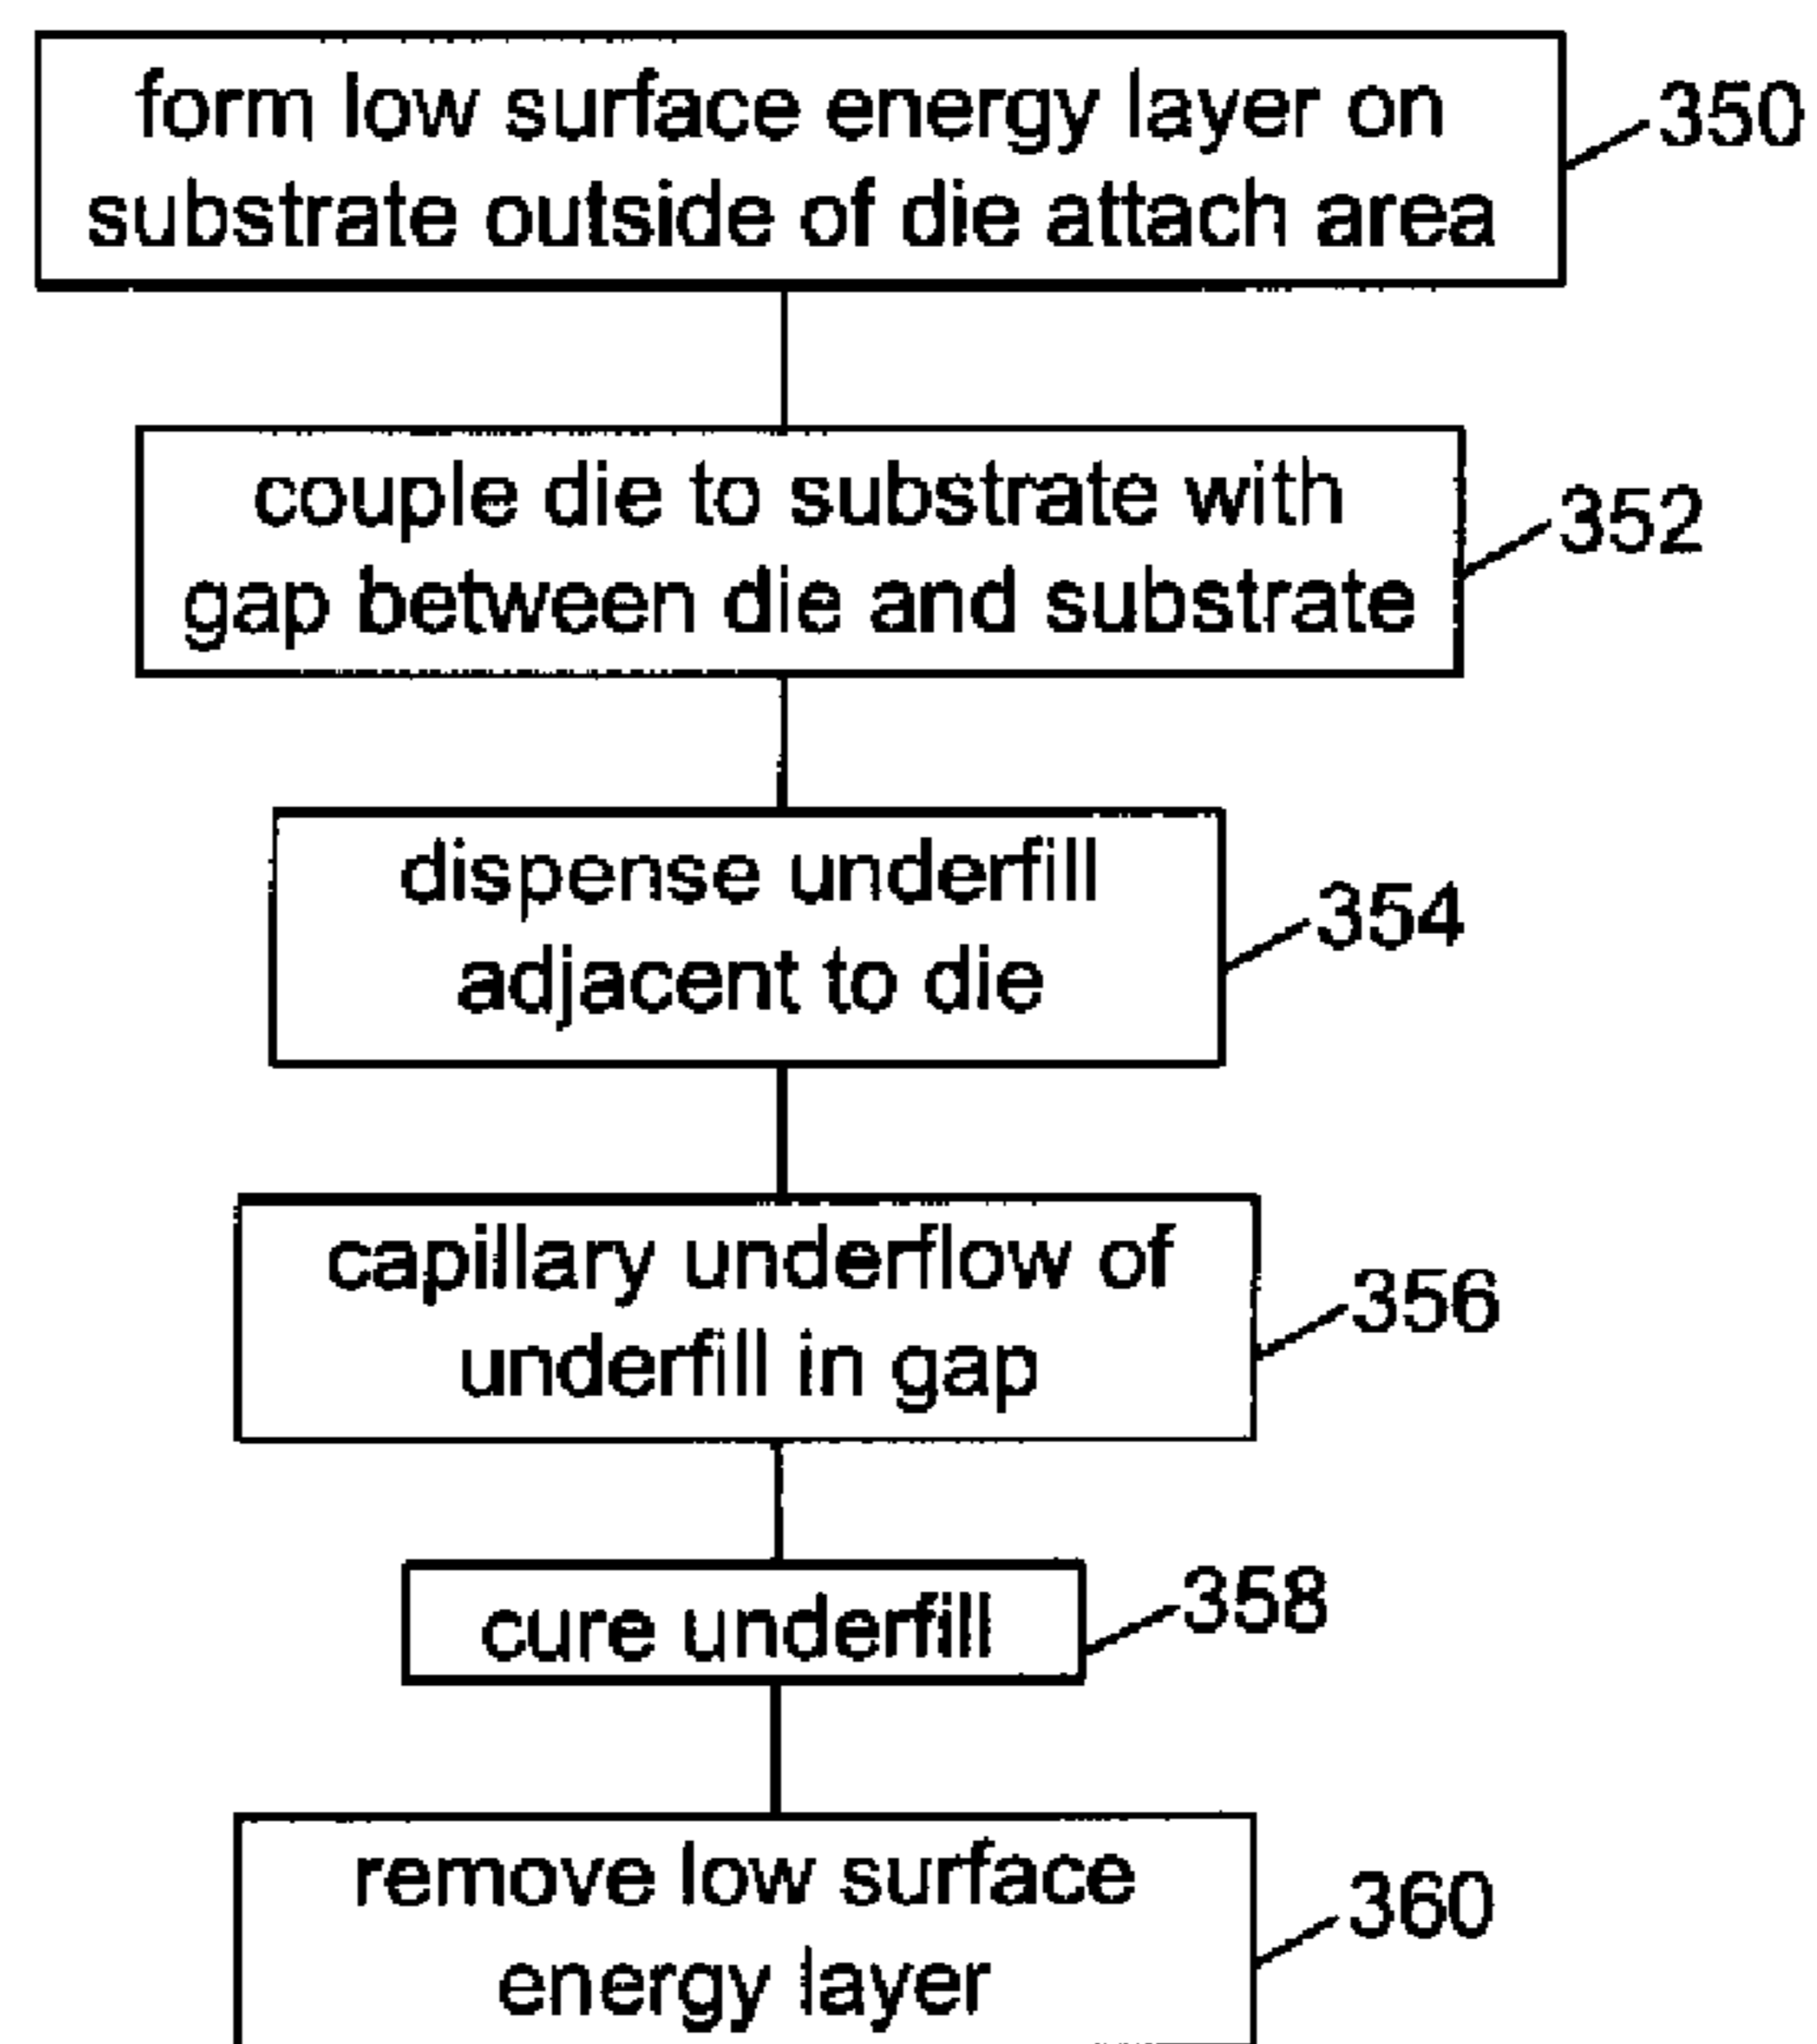 form low surface energy layer on
substrate outside of die attach area
350
couple die to substrate with
gap between die and substrate
352
dispense underfill
adjacent to die
354
capillary underflow of
underfill in gap
356
cure underfill
358
remove low surface
energy layer
360